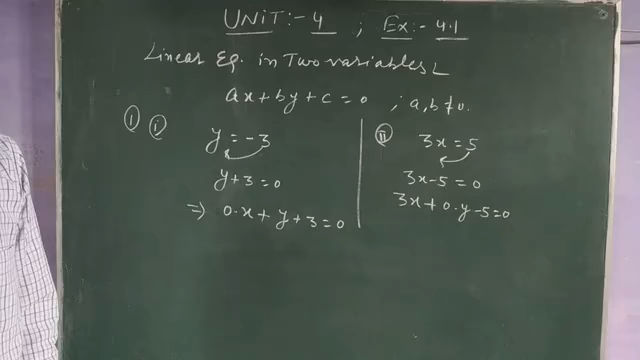 UNIT:- 4 ; Ex:- 4.1
Linear Eq. in Two variables
ax+by+c=0 ; a, b ≠ 0.
① ⓘ y = -3
y+3=0
⇒ 0·x + y + 3 = 0
ⓘⓘ 3x = 5
3x-5=0
3x+0·y-5=0